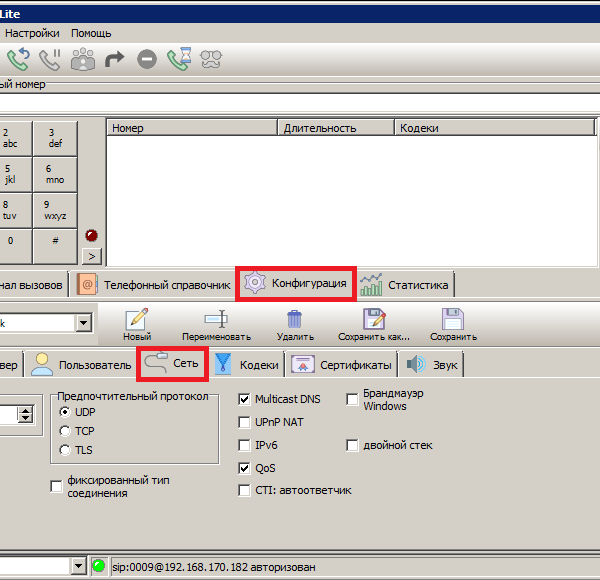 Lite
Настройки Помощь
ый номер
2 abc
3 def
5 jkl
6 mno
8 tuv
9 wxyz
0
#
>
Номер Длительность Кодеки
нал вызовов @ Телефонный справочник Конфигурация Статистика
k
Новый Переименовать Удалить Сохранить как... Сохранить
вер Пользователь Сеть Кодеки Сертификаты Звук
Предпочтительный протокол
UDP
TCP
TLS
фиксированный тип
соединения
Multicast DNS
UPnP NAT
IPv6
QoS
CTI: автоответчик
Брандмауэр
Windows
двойной стек
sip:0009@192.168.170.182 авторизован